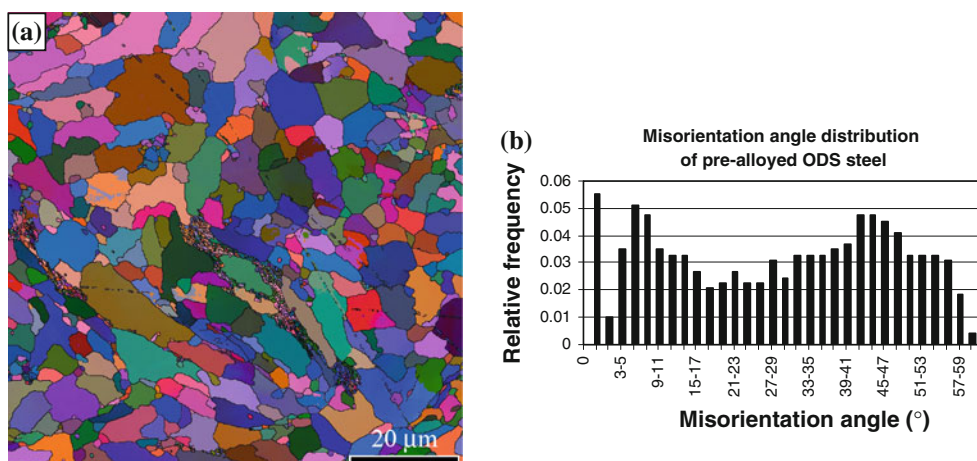 (a)
20 µm
(b)
Misorientation angle distribution
of pre-alloyed ODS steel
Relative frequency
0.06
0.05
0.04
0.03
0.02
0.01
0
0
3-5
9-11
15-17
21-23
27-29
33-35
39-41
45-47
51-53
57-59
Misorientation angle (°)